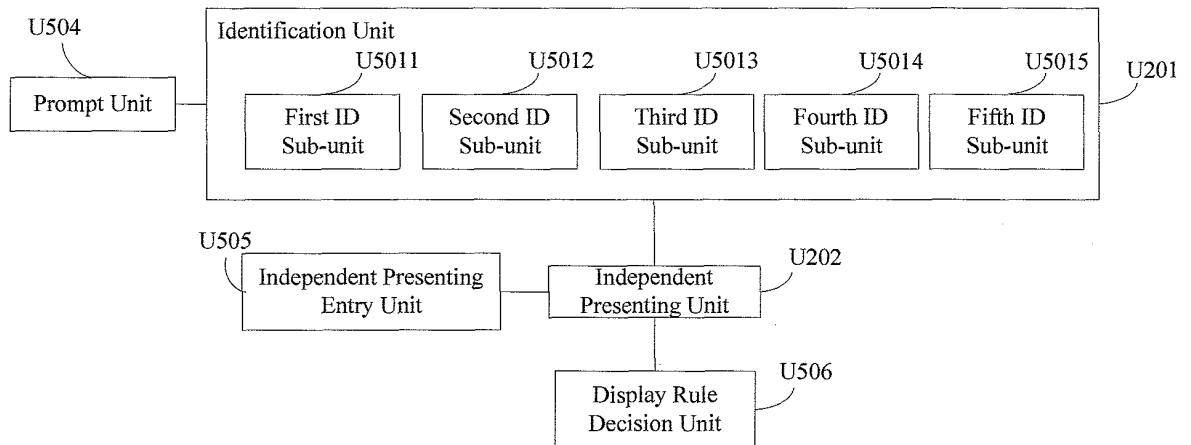 U504
Identification Unit
U5011
U5012
U5013
U5014
U5015
U201
Prompt Unit
First ID
Sub-unit
Second ID
Sub-unit
Third ID
Sub-unit
Fourth ID
Sub-unit
Fifth ID
Sub-unit
U505
Independent Presenting
Entry Unit
U202
Independent
Presenting Unit
U506
Display Rule
Decision Unit